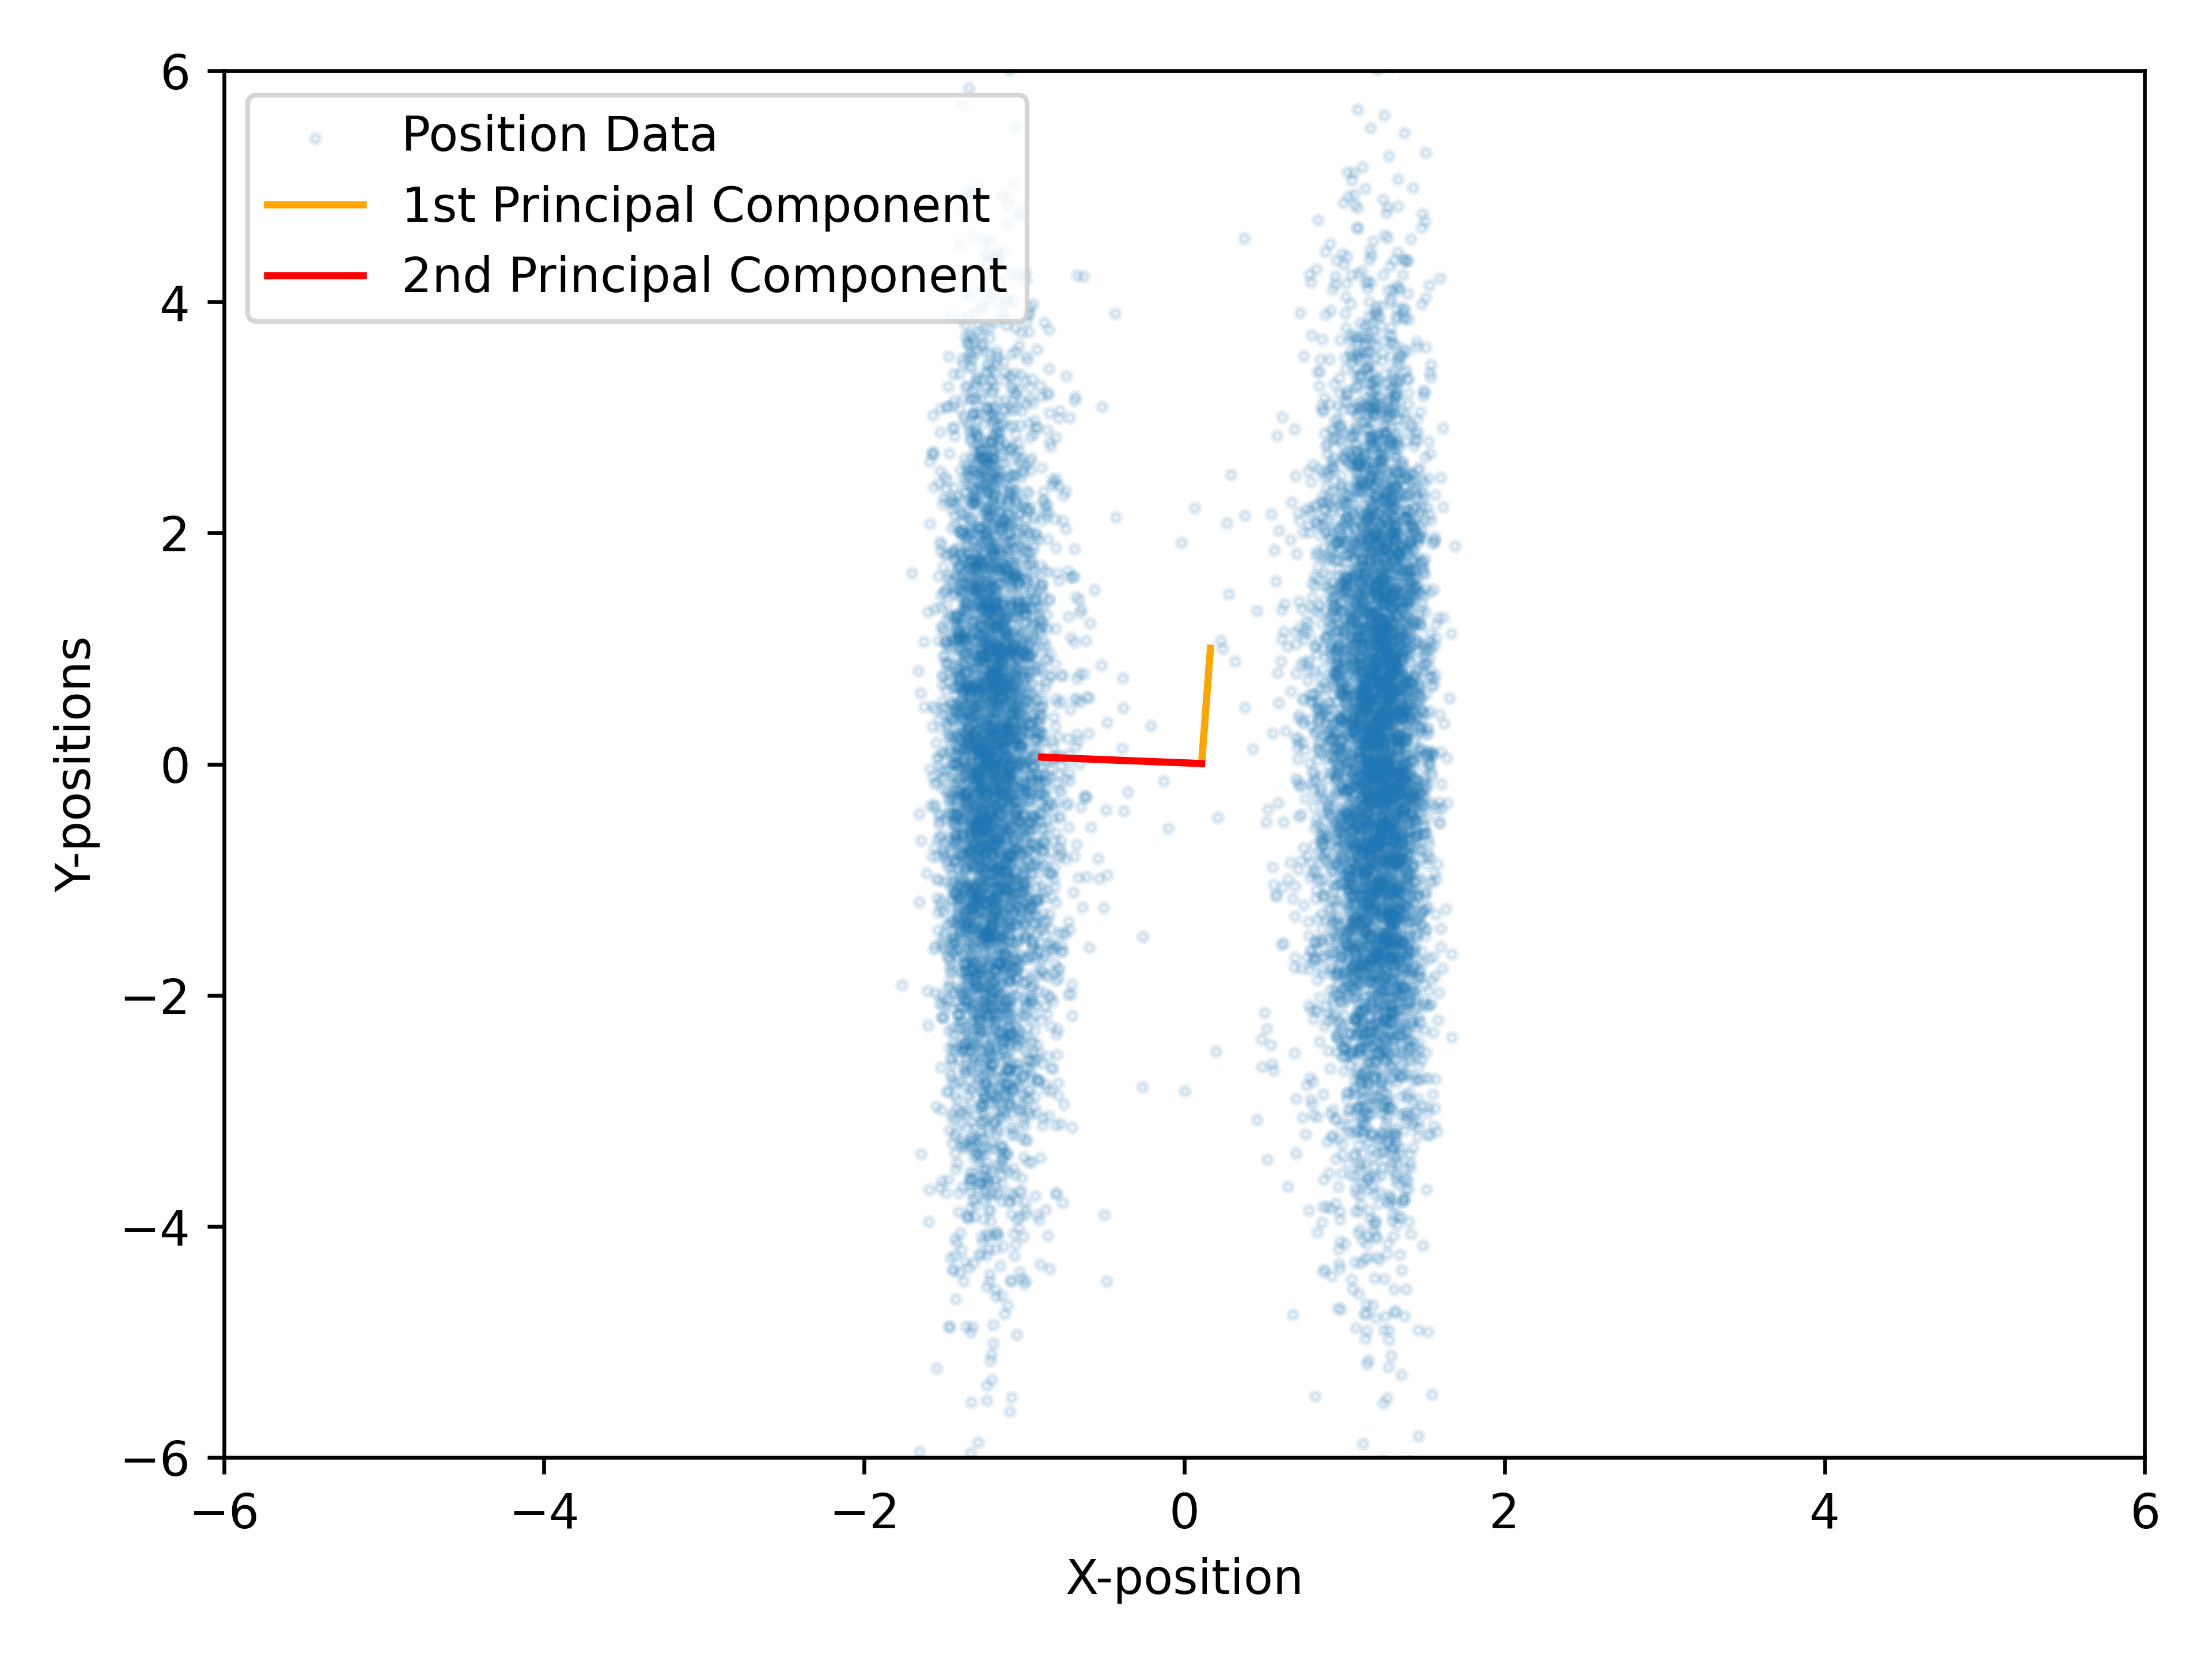 6
4
2
0
−2
−4
−6
Y-positions
Position Data
1st Principal Component
2nd Principal Component
−6 −4 −2 0 2 4 6
X-position